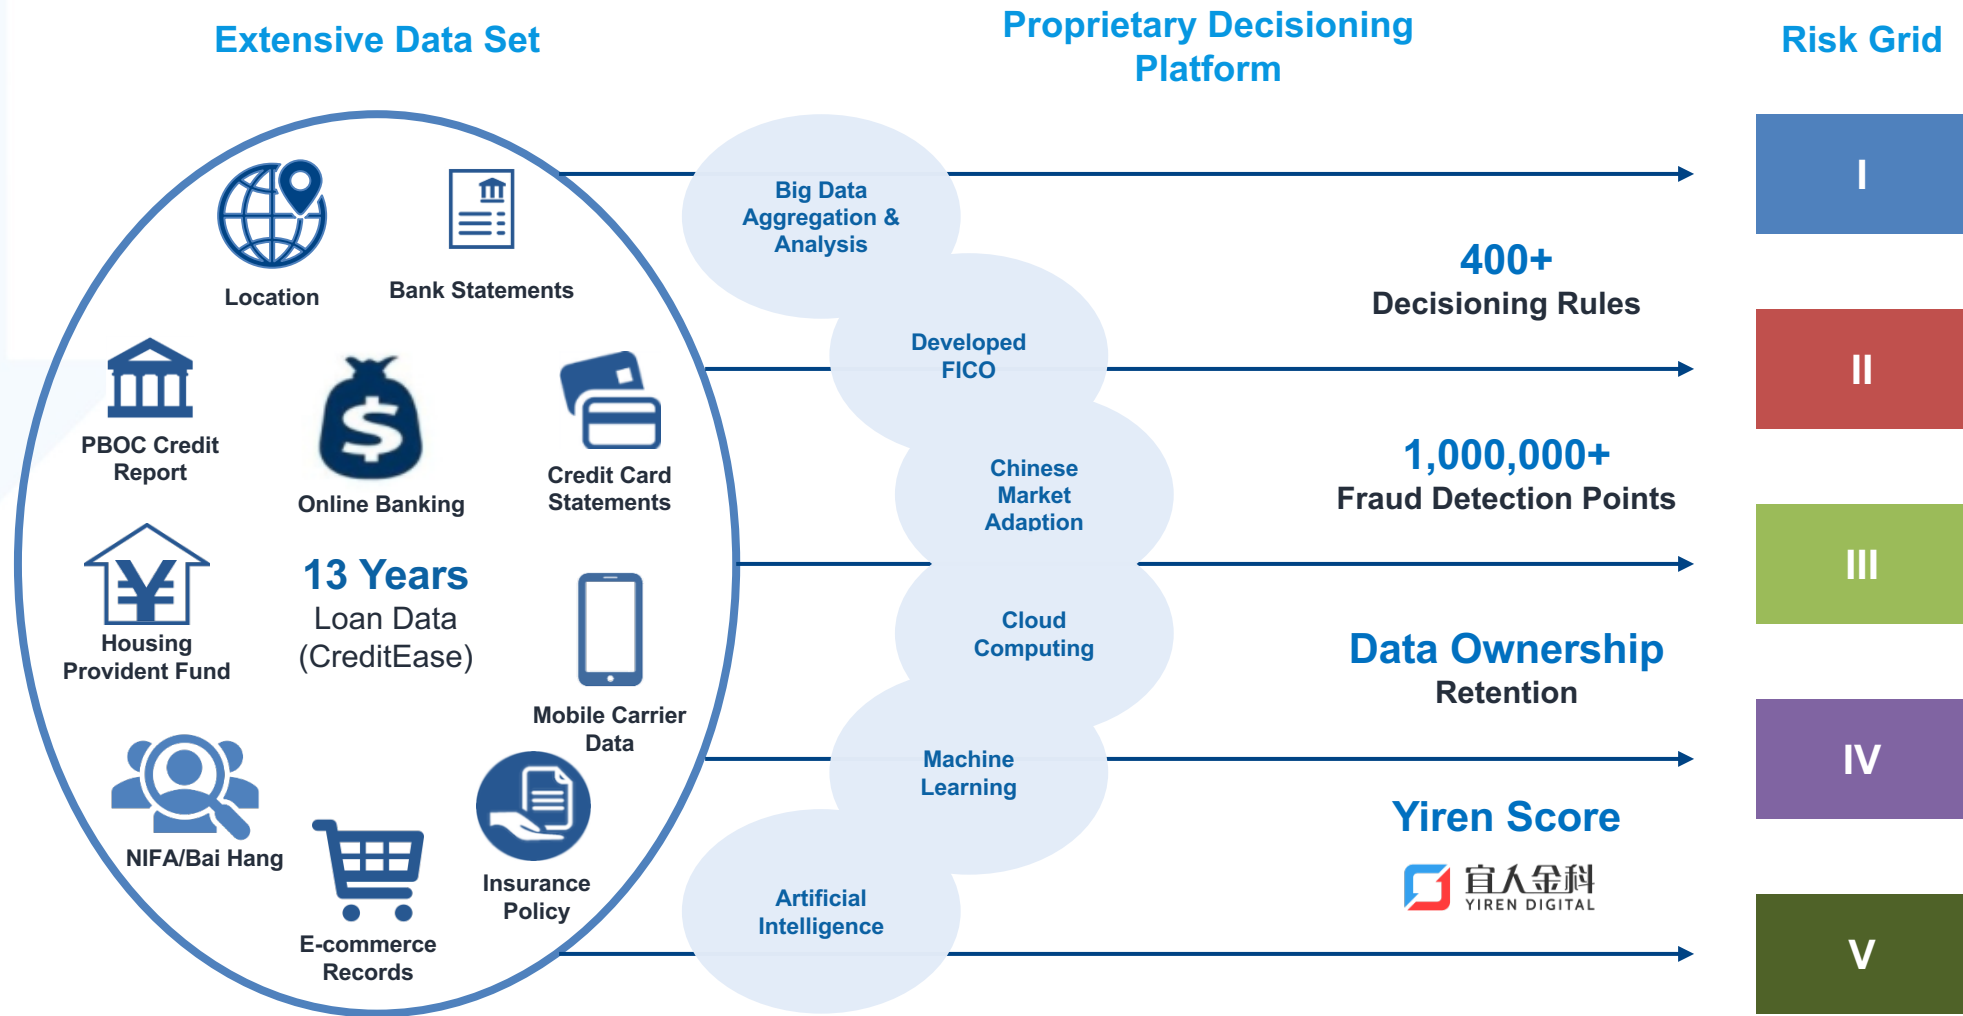 Extensive Data Set
Proprietary Decisioning
Platform
Risk Grid
Location
Bank Statements
PBOC Credit
Report
Online Banking
Credit Card
Statements
13 Years
Loan Data
(CreditEase)
Housing
Provident Fund
Mobile Carrier
Data
NIFA/Bai Hang
Insurance
Policy
E-commerce
Records
Big Data
Aggregation &
Analysis
Developed
FICO
Chinese
Market
Adaption
Cloud
Computing
Machine
Learning
Artificial
Intelligence
400+
Decisioning Rules
1,000,000+
Fraud Detection Points
Data Ownership
Retention
Yiren Score
宜人金科
YIREN DIGITAL
I
II
III
IV
V